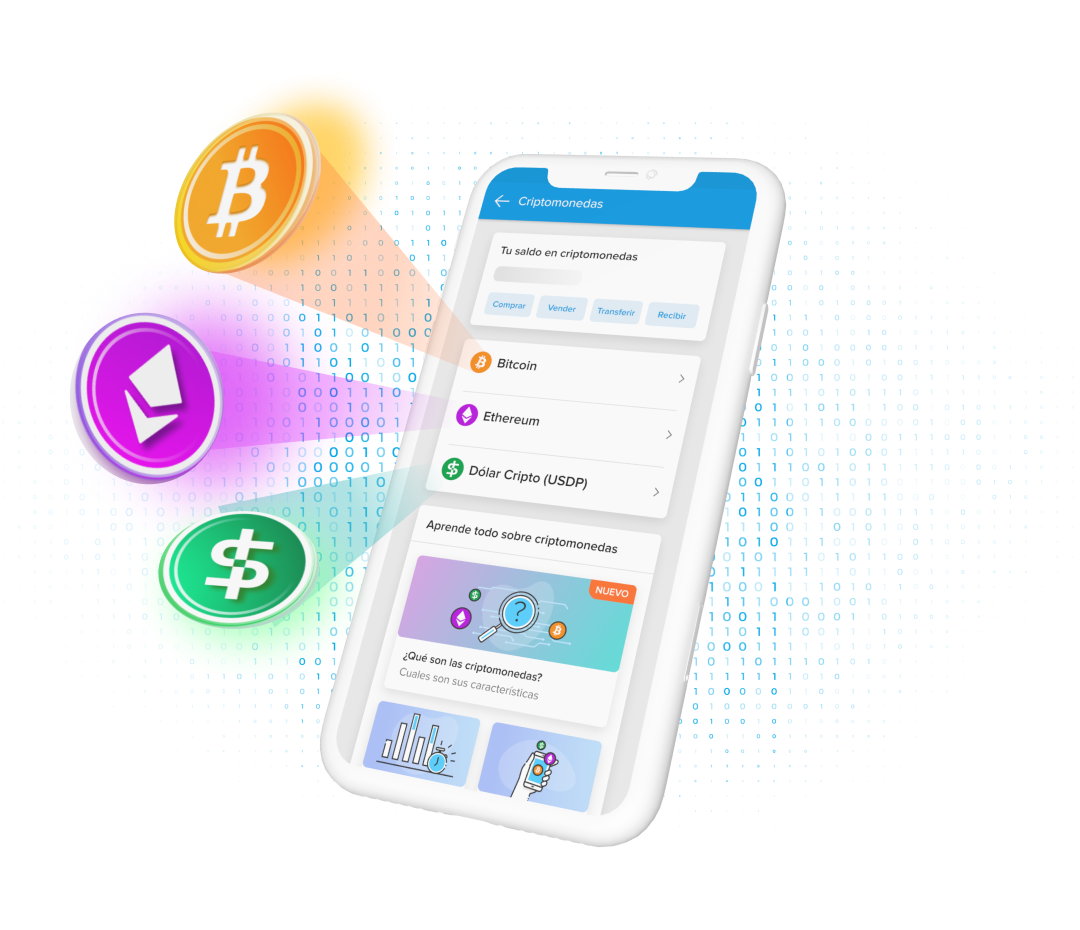 Criptomonedas
Tu saldo en criptomonedas
Comprar Vender Transferir Recibir
Bitcoin
Ethereum
Dólar Cripto (USDP)
Aprende todo sobre criptomonedas
NUEVO
¿Qué son las criptomonedas?
Cuales son sus características